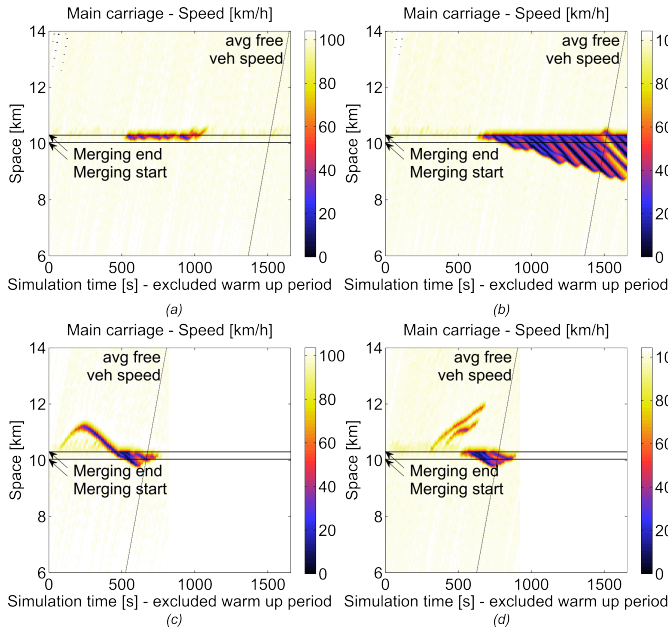 Main carriage - Speed [km/h]
14
12
10
8
6
Space [km]
avg free
veh speed
Merging end
Merging start
0
500
1000
1500
Simulation time [s] - excluded warm up period
100
80
60
40
20
0
(a)
Main carriage - Speed [km/h]
14
12
10
8
6
Space [km]
avg free
veh speed
Merging end
Merging start
0
500
1000
1500
Simulation time [s] - excluded warm up period
100
80
60
40
20
0
(b)
Main carriage - Speed [km/h]
14
12
10
8
6
Space [km]
avg free
veh speed
Merging end
Merging start
0
500
1000
1500
Simulation time [s] - excluded warm up period
100
80
60
40
20
0
(c)
Main carriage - Speed [km/h]
14
12
10
8
6
Space [km]
avg free
veh speed
Merging end
Merging start
0
500
1000
1500
Simulation time [s] - excluded warm up period
80
60
40
20
0
(d)